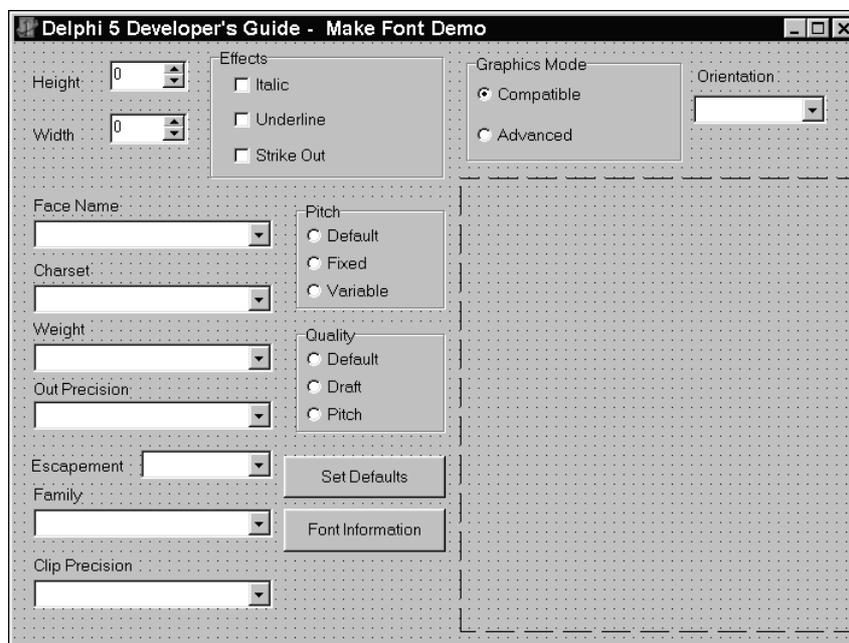 Delphi 5 Developer's Guide - Make Font Demo
Height
0
Width
0
Effects
Italic
Underline
Strike Out
Graphics Mode
Compatible
Advanced
Orientation
Face Name
Charset
Weight
Out Precision
Pitch
Default
Fixed
Variable
Quality
Default
Draft
Pitch
Escapement
Family
Clip Precision
Set Defaults
Font Information